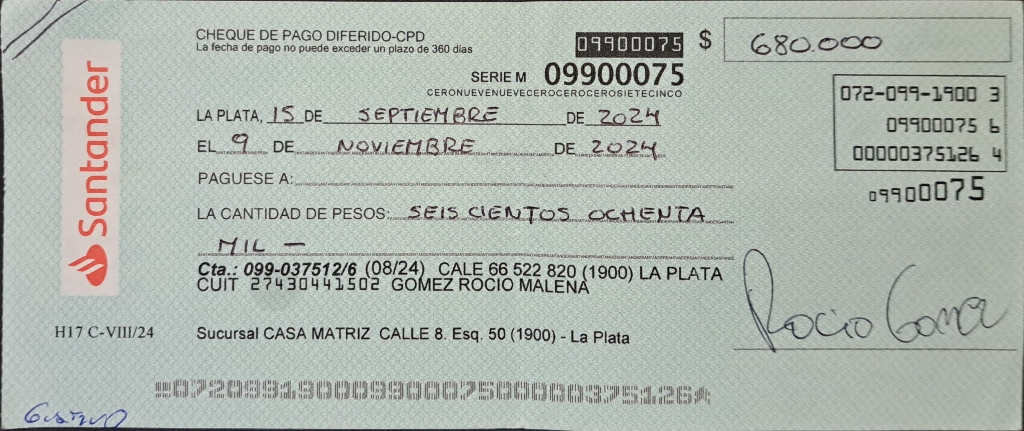 CHEQUE DE PAGO DIFERIDO-CPD
La fecha de pago no puede exceder un plazo de 360 días
09900075 $ 680.000
SERIE M 09900075
CERONUEVENUEVECEROCEROCEROSIETECINCO
072-099-1900 3
09900075 6
00000375126 4
09900075
LA PLATA, 15 DE SEPTIEMBRE DE 2024
EL 9 DE NOVIEMBRE DE 2024
PAGUESE A:
LA CANTIDAD DE PESOS: SEIS CIENTOS OCHENTA
MIL —
Santander
Cta.: 099-037512/6 (08/24) CALE 66 522 820 (1900) LA PLATA
CUIT 27430441502 GOMEZ ROCIO MALENA
Rocio Gomez
H17 C-VIII/24
Sucursal CASA MATRIZ CALLE 8. Esq. 50 (1900) - La Plata
07209919000990007500000375126
Gustavo